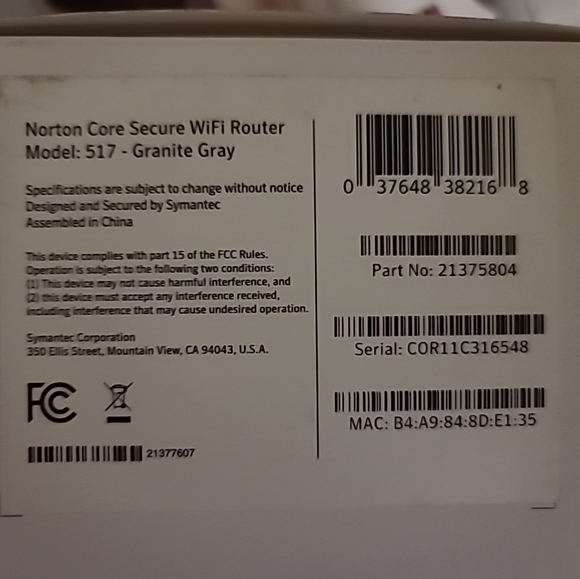 Norton Core Secure WiFi Router
Model: 517 - Granite Gray
Specifications are subject to change without notice
Designed and Secured by Symantec
Assembled in China
This device complies with part 15 of the FCC Rules.
Operation is subject to the following two conditions:
(1) This device may not cause harmful interference, and
(2) this device must accept any interference received,
including interference that may cause undesired operation.
Symantec Corporation
350 Ellis Street, Mountain View, CA 94043, U.S.A.
FC
21377607
0 37648 38216 8
Part No: 21375804
Serial: COR11C316548
MAC: B4:A9:84:8D:E1:35